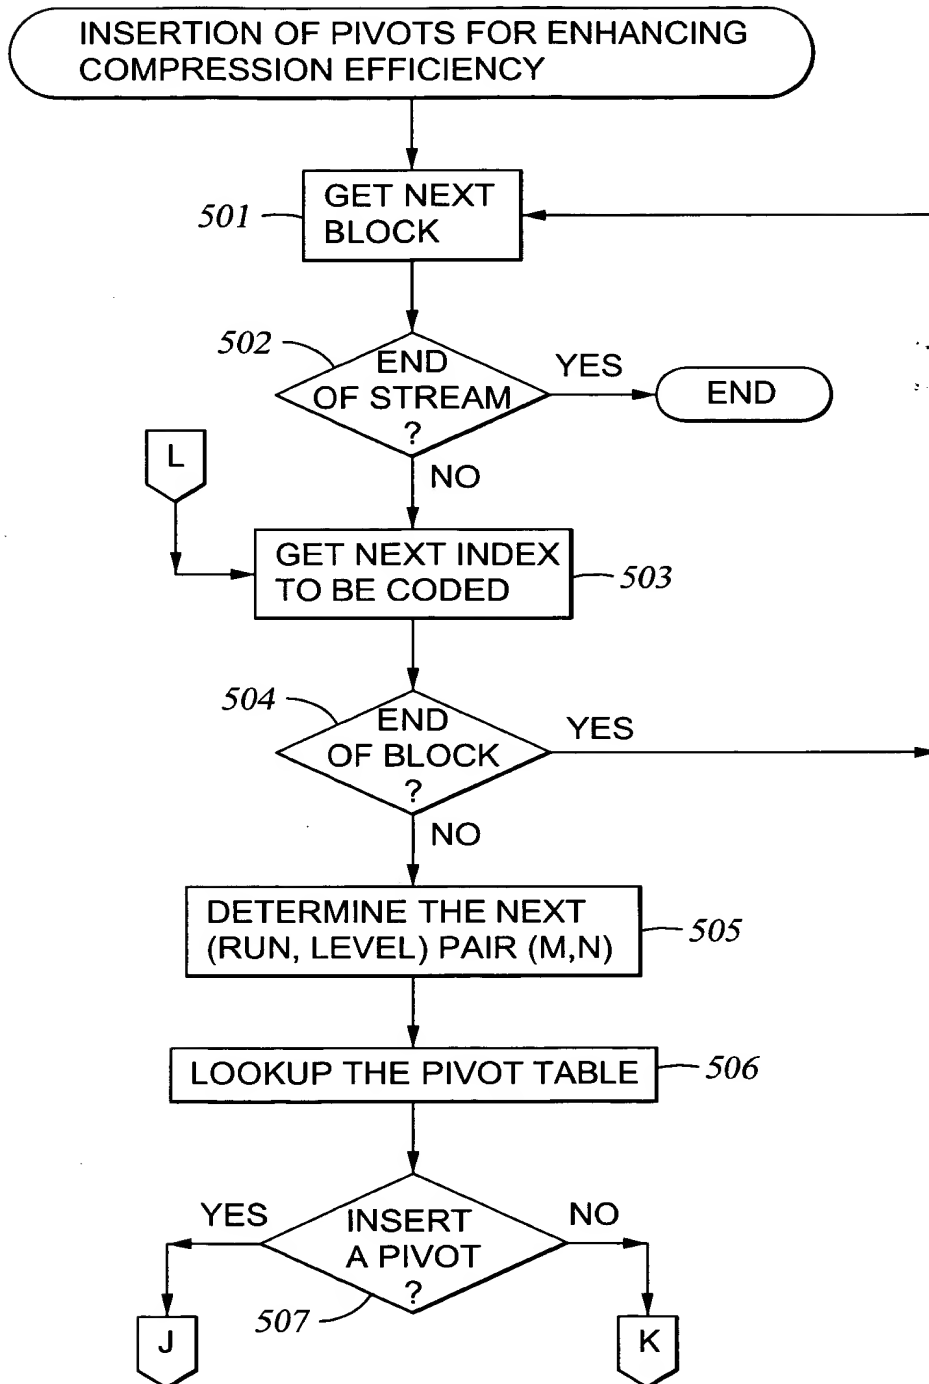 INSERTION OF PIVOTS FOR ENHANCING
COMPRESSION EFFICIENCY
501
GET NEXT
BLOCK
502
END
OF STREAM
?
YES
END
NO
L
GET NEXT INDEX
TO BE CODED
503
504
END
OF BLOCK
?
YES
NO
DETERMINE THE NEXT
(RUN, LEVEL) PAIR (M,N)
505
LOOKUP THE PIVOT TABLE
506
YES
INSERT
A PIVOT
?
NO
507
J
K